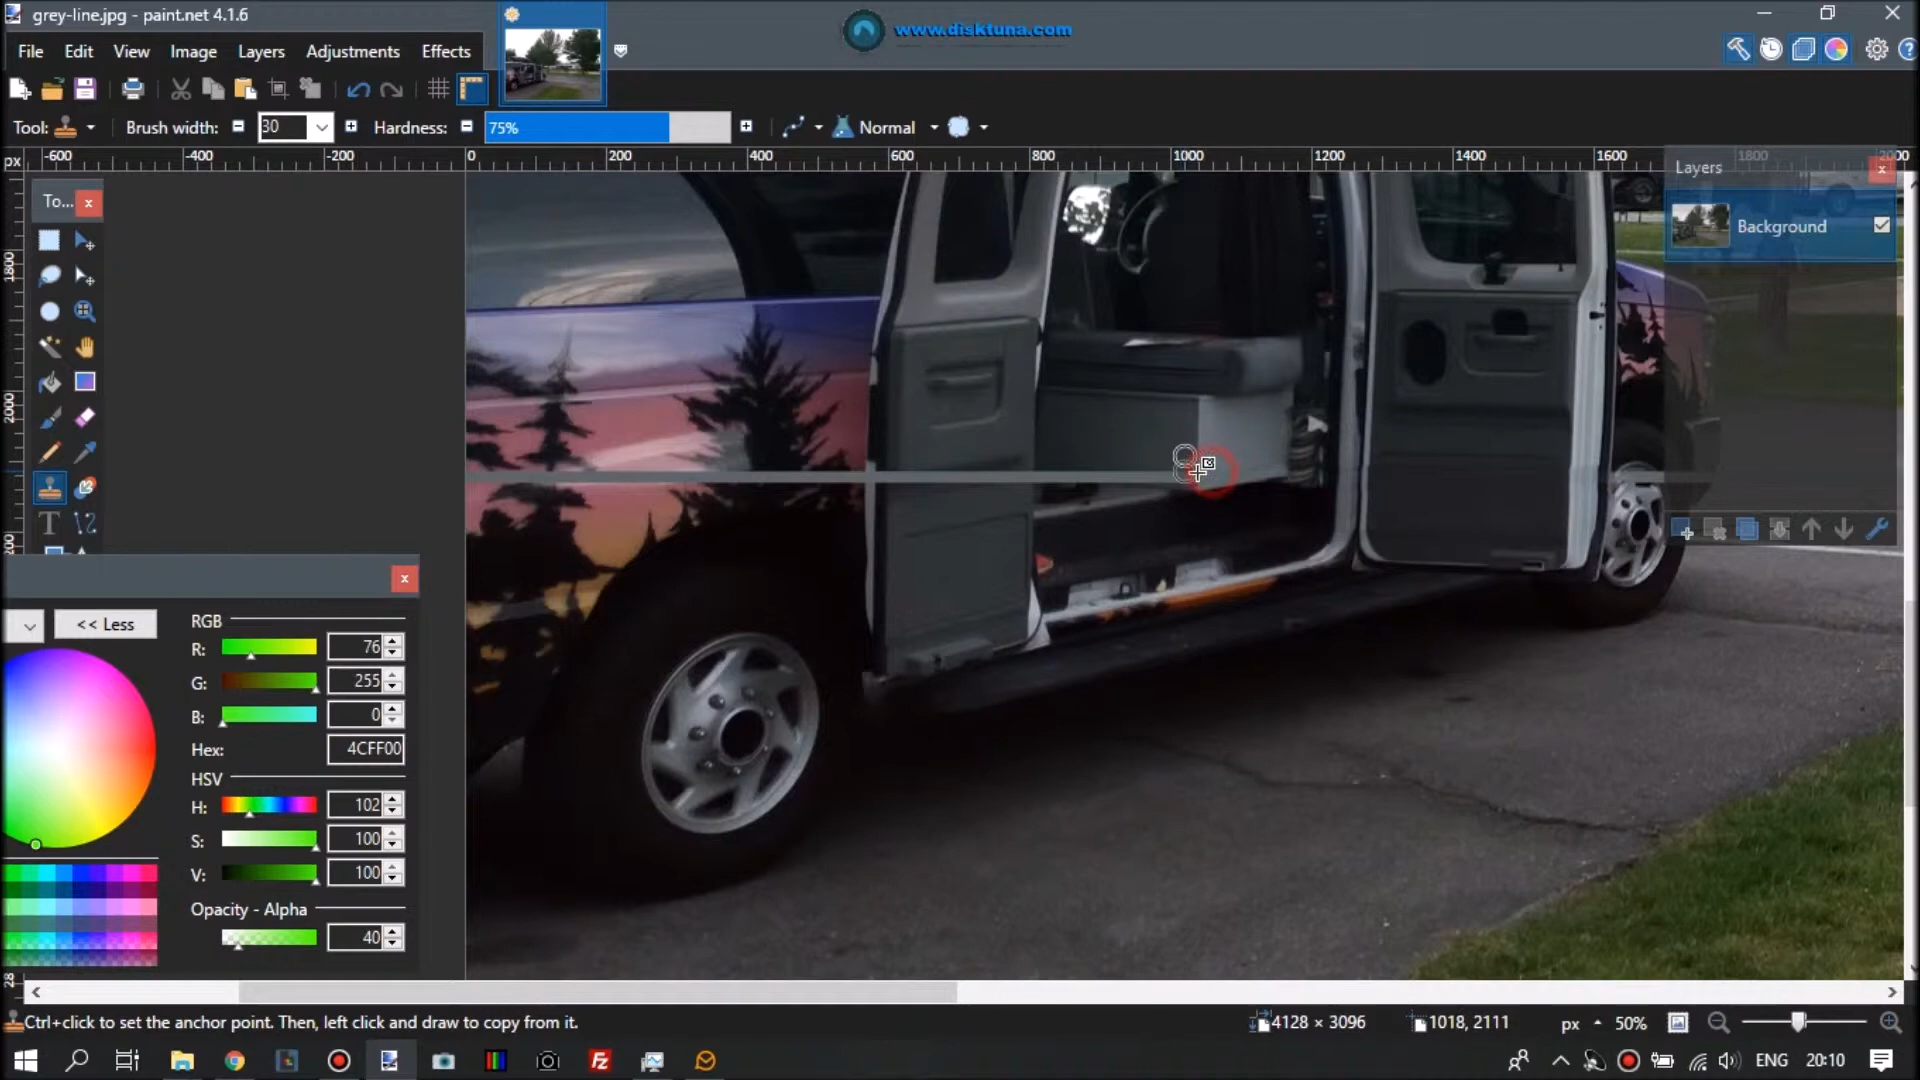 grey-line.jpg - paint.net 4.1.6
www.disktuna.com
File Edit View Image Layers Adjustments Effects
Tool: Brush width: 30 Hardness: 75% Normal
px -600 -400 -200 0 200 400 600 800 1000 1200 1400 1600 1800 2000
Layers
To...
Background
1800
2000
<< Less
RGB
R: 76
G: 255
B: 0
Hex: 4CFF00
HSV
H: 102
S: 100
V: 100
Opacity - Alpha
40
28
Ctrl+click to set the anchor point. Then, left click and draw to copy from it.
4128 × 3096 1018, 2111 px 50%
ENG 20:10